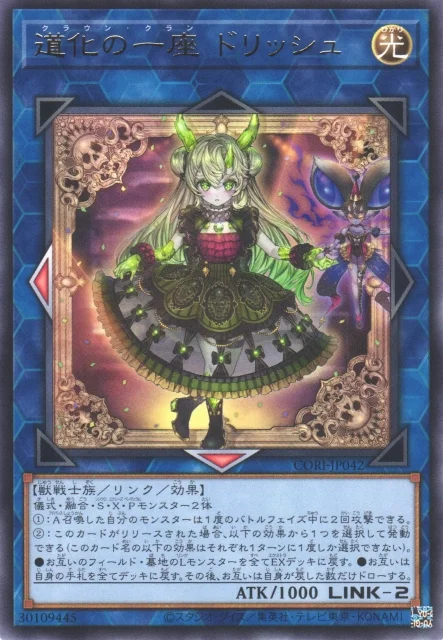 クラウン・クラン
道化の一座 ドリッシュ
ひかり
光
CORI-JP042
【獣戦士族/リンク/効果】
儀式・融合・S・X・Pモンスター2体
①:A召喚した自分のモンスターは1度のバトルフェイズ中に2回攻撃できる。
②:このカードがリリースされた場合、以下の効果から1つを選択して発動
できる(このカード名の以下の効果はそれぞれ1ターンに1度しか選択できない)。
●お互いのフィールド・墓地のLモンスターを全てEXデッキに戻す。●お互いは
自身の手札を全てデッキに戻す。その後、お互いは自身が戻した数だけドローする。
ATK/1000 LINK-2
30109445
©スタジオ・ダイス/集英社・テレビ東京・KONAMI